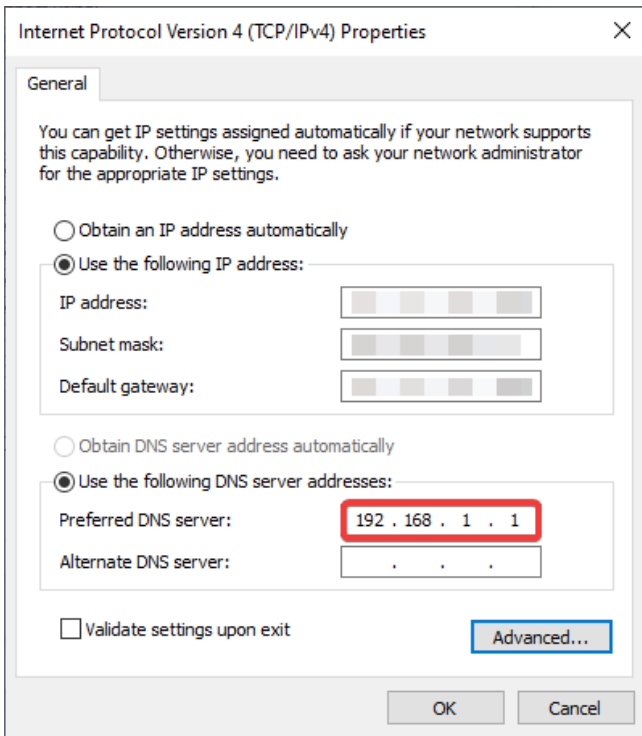 Internet Protocol Version 4 (TCP/IPv4) Properties
General
You can get IP settings assigned automatically if your network supports
this capability. Otherwise, you need to ask your network administrator
for the appropriate IP settings.
Obtain an IP address automatically
Use the following IP address:
IP address:
Subnet mask:
Default gateway:
Obtain DNS server address automatically
Use the following DNS server addresses:
Preferred DNS server: 192 . 168 . 1 . 1
Alternate DNS server: . . .
Validate settings upon exit
Advanced...
OK Cancel